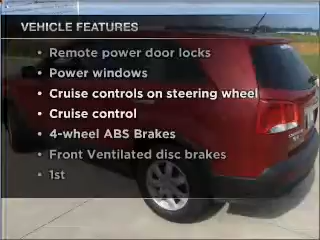 VEHICLE FEATURES
• Remote power door locks
• Power windows
• Cruise controls on steering wheel
• Cruise control
• 4-wheel ABS Brakes
• Front Ventilated disc brakes
• 1st